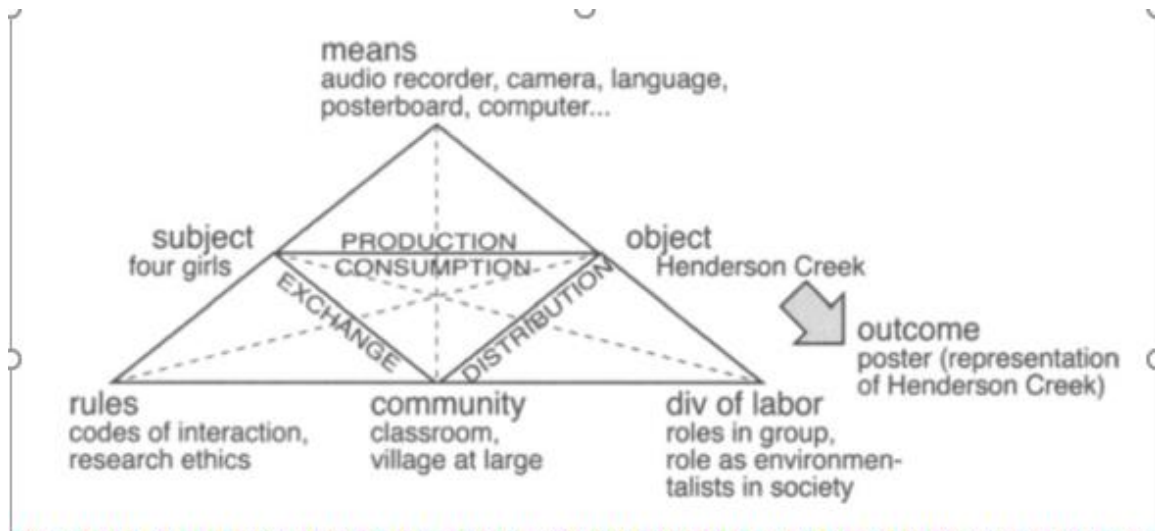 means
audio recorder, camera, language,
posterboard, computer...
subject
four girls
PRODUCTION
CONSUMPTION
object
Henderson Creek
EXCHANGE
DISTRIBUTION
outcome
poster (representation
of Henderson Creek)
rules
codes of interaction,
research ethics
community
classroom,
village at large
div of labor
roles in group,
role as environmen-
talists in society